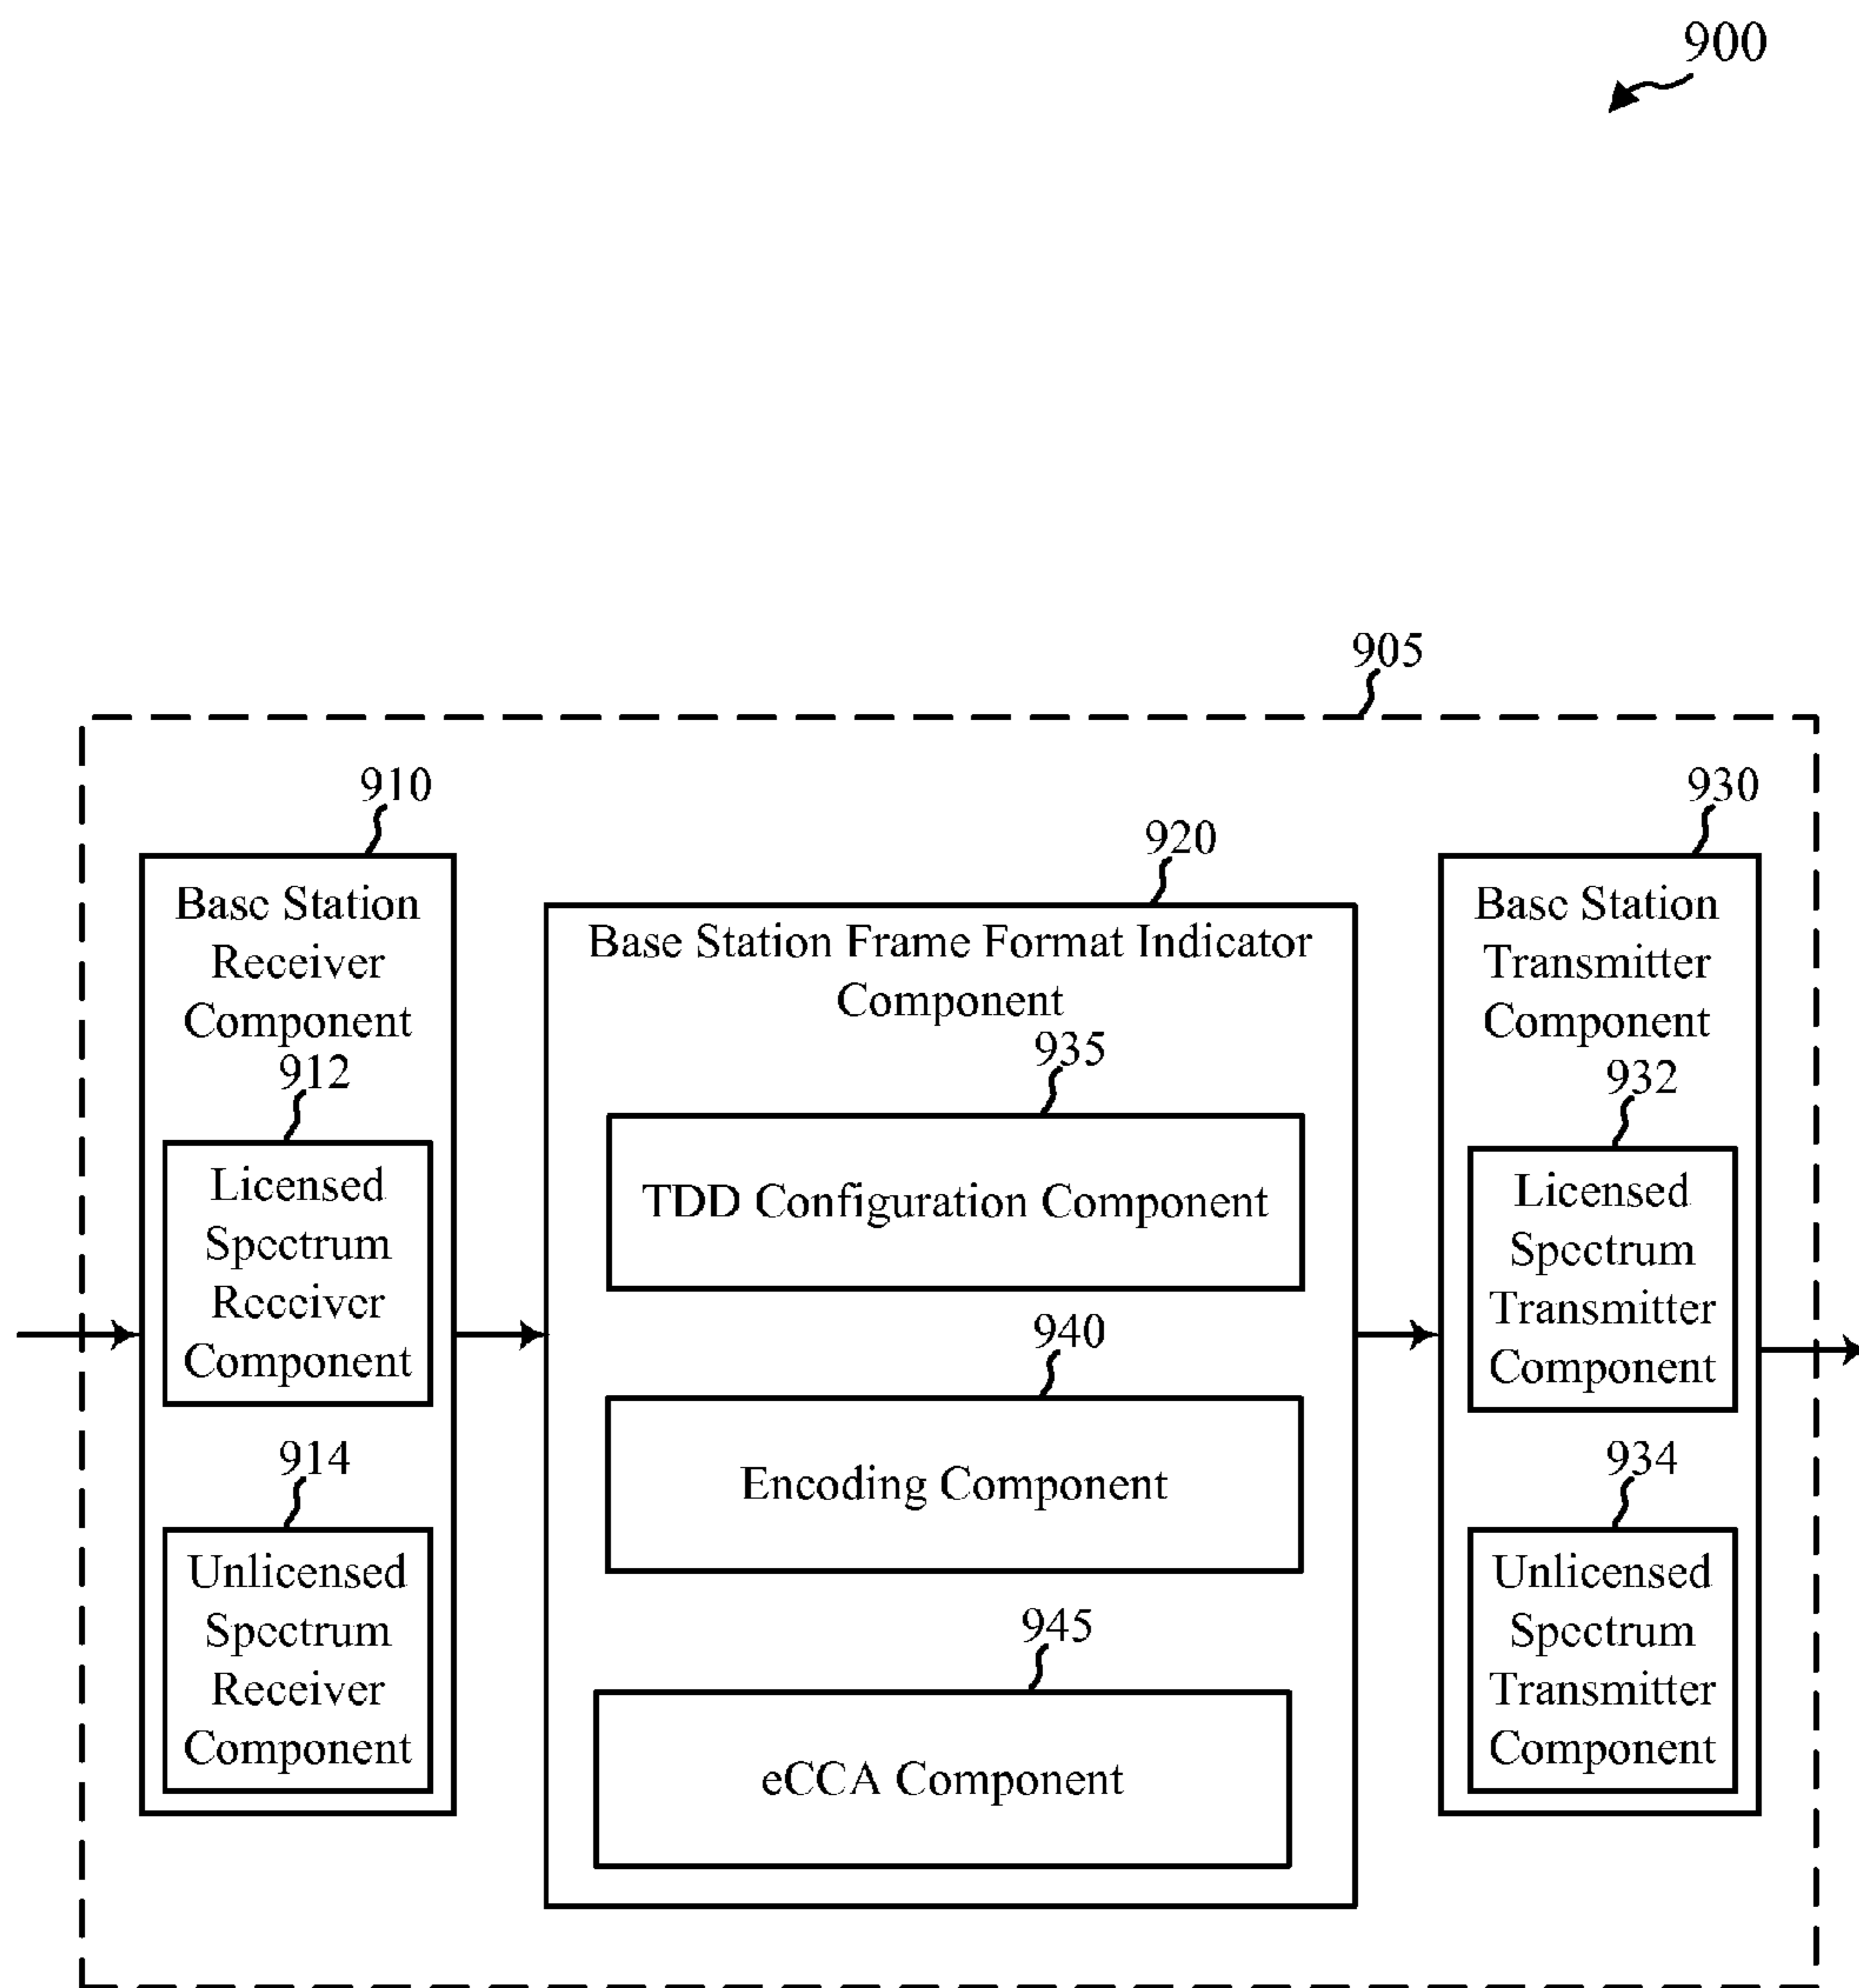 900
905
910
Base Station
Receiver
Component
912
Licensed
Spectrum
Receiver
Component
914
Unlicensed
Spectrum
Receiver
Component
920
Base Station Frame Format Indicator
Component
935
TDD Configuration Component
940
Encoding Component
945
eCCA Component
930
Base Station
Transmitter
Component
932
Licensed
Spectrum
Transmitter
Component
934
Unlicensed
Spectrum
Transmitter
Component